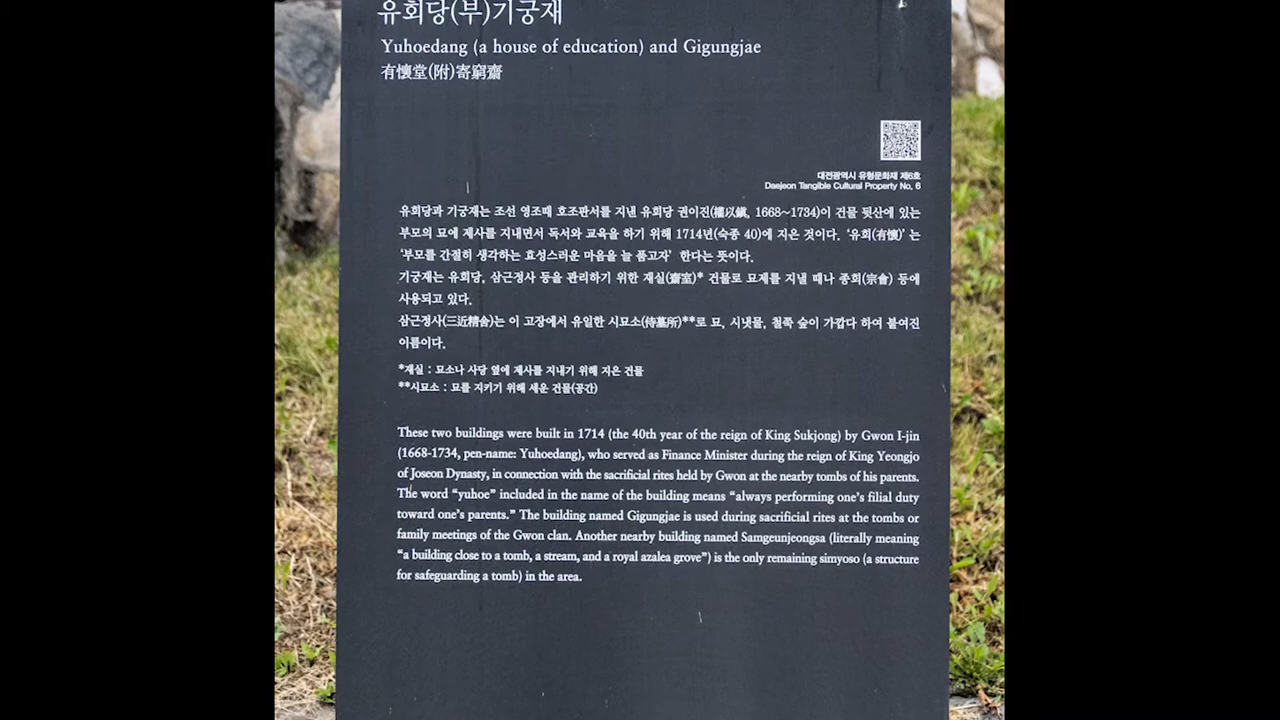 유회당(부)기궁재
Yuhoedang (a house of education) and Gigungjae
有懷堂(附)寄窮齋
대전광역시 유형문화재 제6호
Daejeon Tangible Cultural Property No. 6
유회당과 기궁재는 조선 영조때 호조판서를 지낸 유회당 권이진(權以鎭, 1668~1734)이 건물 뒷산에 있는
부모의 묘에 제사를 지내면서 독서와 교육을 하기 위해 1714년(숙종 40)에 지은 것이다. ‘유회(有懷)’는
‘부모를 간절히 생각하는 효성스러운 마음을 늘 품고자’ 한다는 뜻이다.
기궁재는 유회당, 삼근정사 등을 관리하기 위한 재실(齋室)* 건물로 묘제를 지낼 때나 종회(宗會) 등에
사용되고 있다.
삼근정사(三近精舍)는 이 고장에서 유일한 시묘소(侍墓所)**로 묘, 시냇물, 철쭉 숲이 가깝다 하여 붙여진
이름이다.
*재실 : 묘소나 사당 옆에 제사를 지내기 위해 지은 건물
**시묘소 : 묘를 지키기 위해 세운 건물(공간)
These two buildings were built in 1714 (the 40th year of the reign of King Sukjong) by Gwon I-jin
(1668-1734, pen-name: Yuhoedang), who served as Finance Minister during the reign of King Yeongjo
of Joseon Dynasty, in connection with the sacrificial rites held by Gwon at the nearby tombs of his parents.
The word “yuhoe” included in the name of the building means “always performing one’s filial duty
toward one’s parents.” The building named Gigungjae is used during sacrificial rites at the tombs or
family meetings of the Gwon clan. Another nearby building named Samgeunjeongsa (literally meaning
“a building close to a tomb, a stream, and a royal azalea grove”) is the only remaining simyoso (a structure
for safeguarding a tomb) in the area.